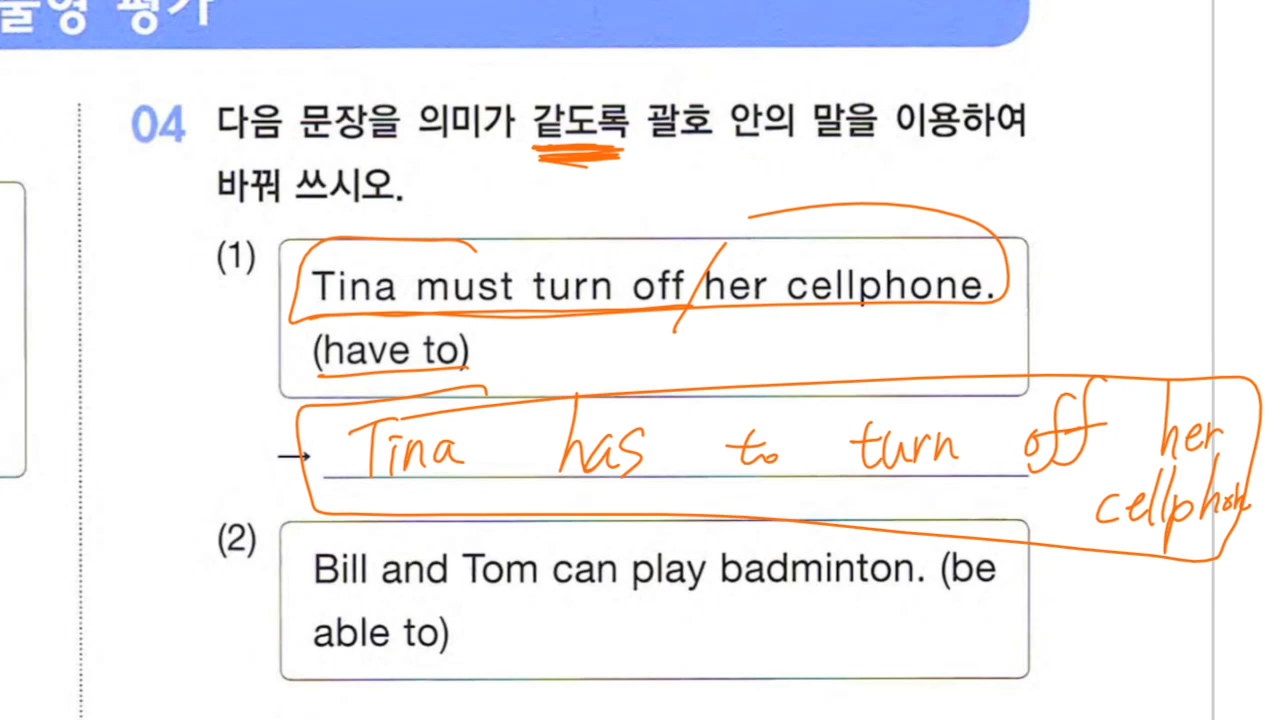 04 다음 문장을 의미가 같도록 괄호 안의 말을 이용하여
바꿔 쓰시오.
(1)
Tina must turn off her cellphone.
(have to)
→ Tina has to turn off her
(2)
Bill and Tom can play badminton. (be
able to)